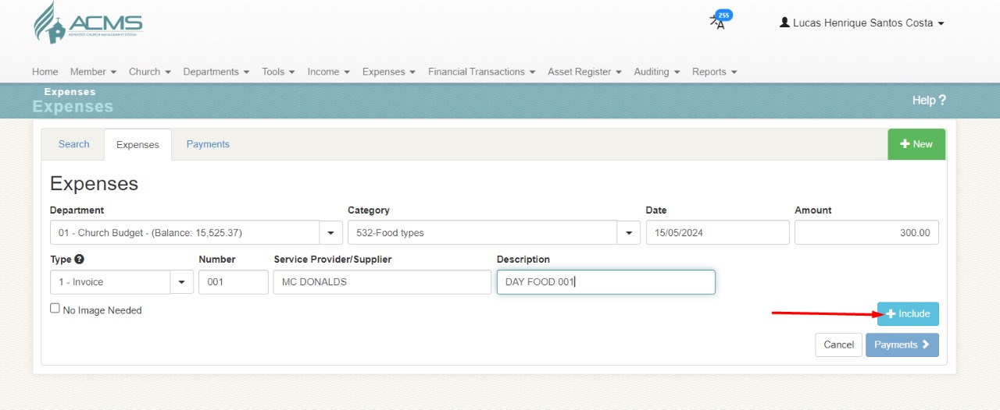 ACMS
ADVENTIST CHURCH MANAGEMENT SYSTEM
255
Lucas Henrique Santos Costa
Home Member Church Departments Tools Income Expenses Financial Transactions Asset Register Auditing Reports
Expenses
Expenses
Help ?
Search Expenses Payments
New
Expenses
Department Category Date Amount
01 - Church Budget - (Balance: 15,525.37) 532-Food types 15/05/2024 300.00
Type Number Service Provider/Supplier Description
1 - Invoice 001 MC DONALDS DAY FOOD 001
No Image Needed
Include
Cancel Payments